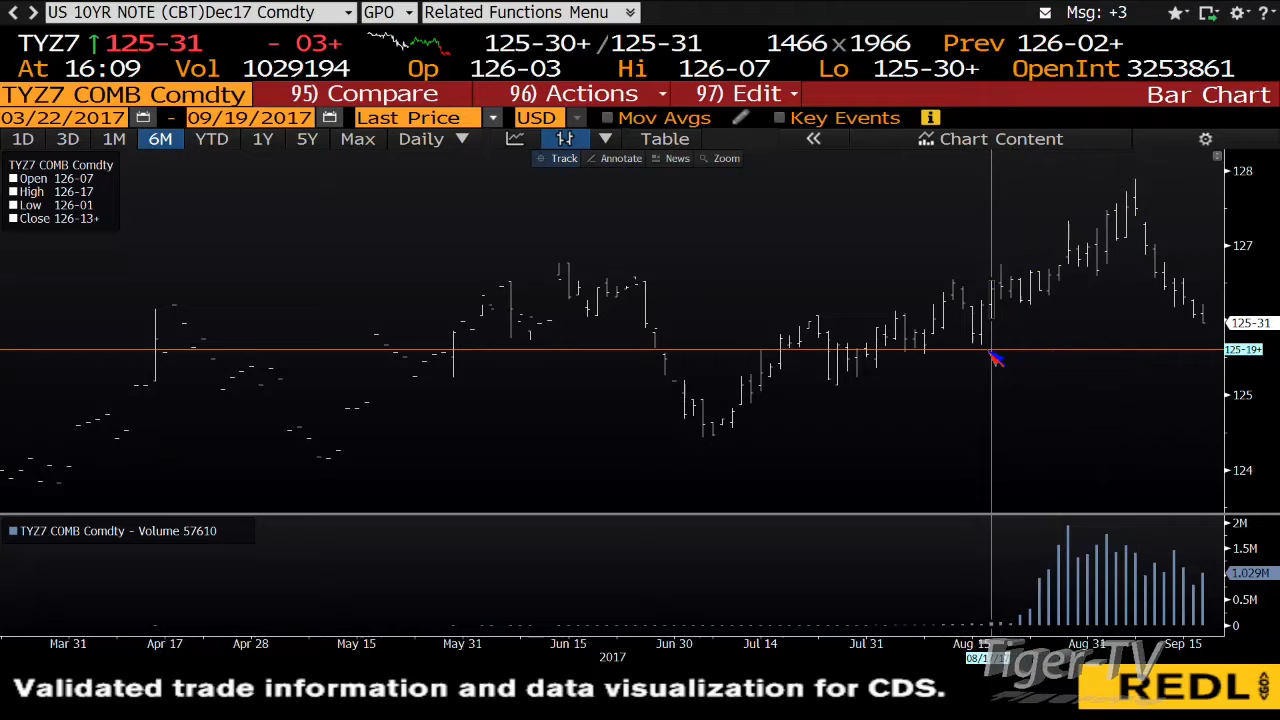 US 10YR NOTE (CBT)Dec17 Comdty GPO Related Functions Menu Msg: +3
TYZ7 ↑125-31 - 03+ 125-30+/125-31 1466x1966 Prev 126-02+
At 16:09 Vol 1029194 Op 126-03 Hi 126-07 Lo 125-30+ OpenInt 3253861
TYZ7 COMB Comdty 95) Compare 96) Actions 97) Edit Bar Chart
03/22/2017 - 09/19/2017 Last Price USD Mov Avgs Key Events
1D 3D 1M 6M YTD 1Y 5Y Max Daily Table Chart Content
Track Annotate News Zoom
TYZ7 COMB Comdty
Open 126-07
High 126-17
Low 126-01
Close 126-13+
128
127
125-31
125-19+
125
124
TYZ7 COMB Comdty - Volume 57610
2M
1.5M
1.029M
0.5M
0
Mar 31 Apr 17 Apr 28 May 15 May 31 Jun 15 Jun 30 Jul 14 Jul 31 Aug 15 Aug 31 Sep 15
2017
Tiger-TV
Validated trade information and data visualization for CDS.
REDL